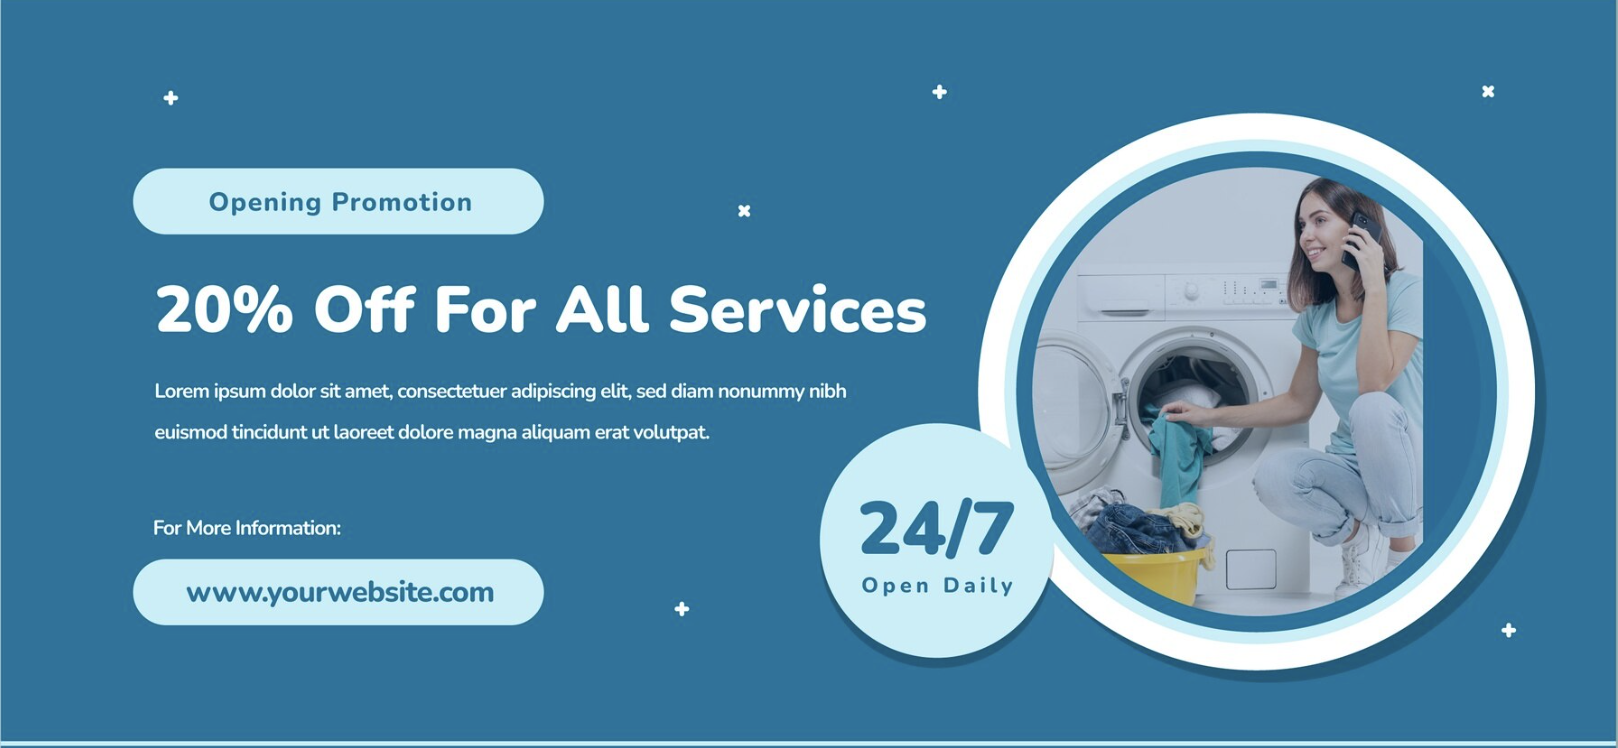 Opening Promotion
20% Off For All Services
Lorem ipsum dolor sit amet, consectetuer adipiscing elit, sed diam nonummy nibh
euismod tincidunt ut laoreet dolore magna aliquam erat volutpat.
For More Information:
www.yourwebsite.com
24/7
Open Daily